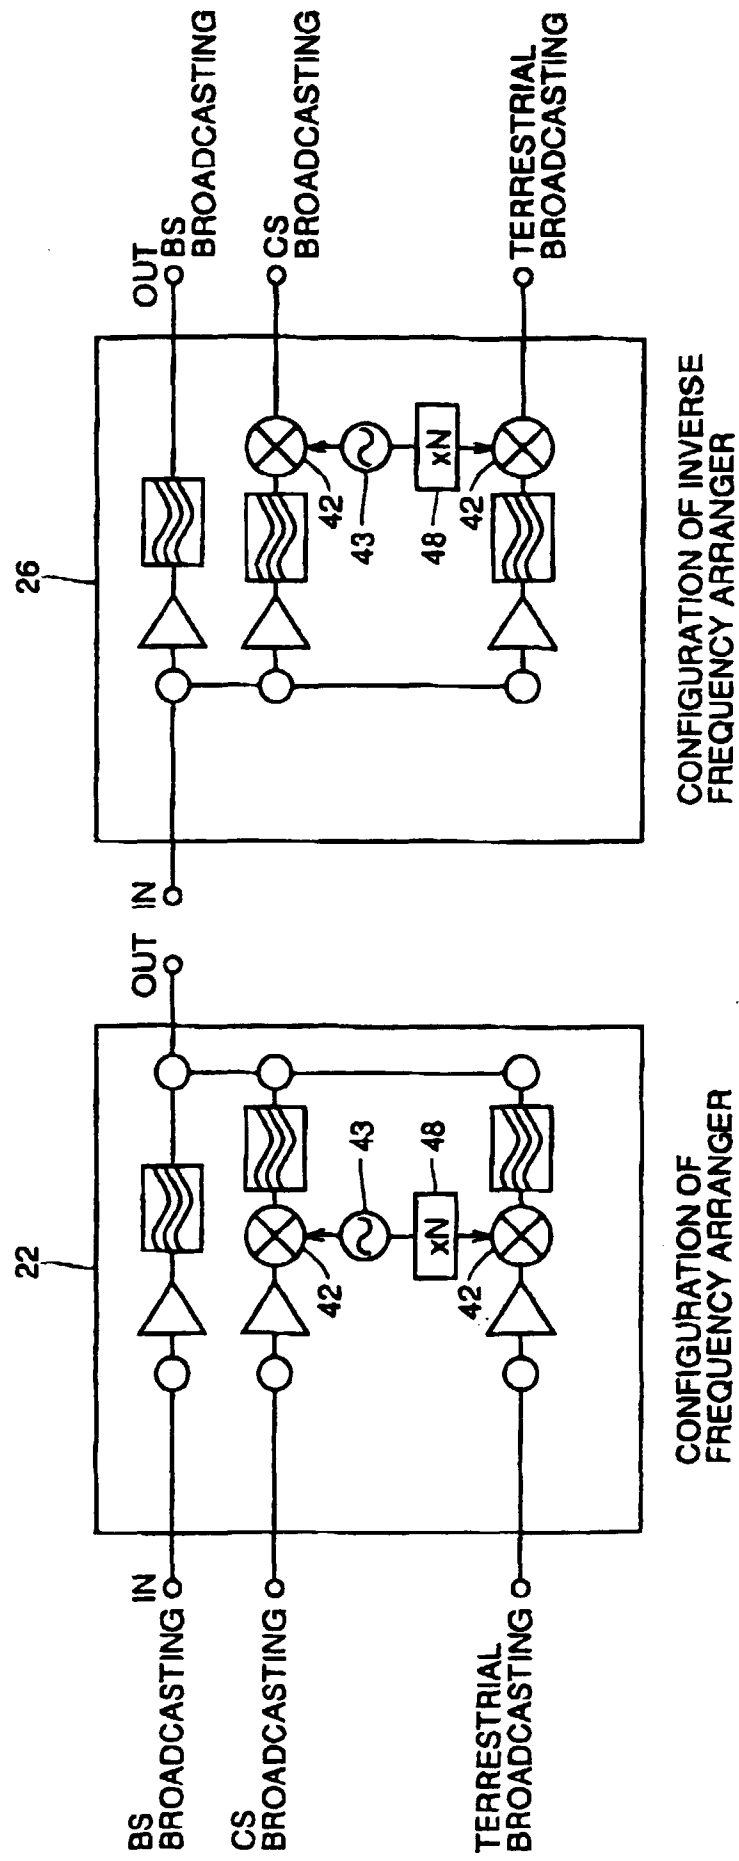 22
IN
BS
BROADCASTING
CS
BROADCASTING
TERRESTRIAL
BROADCASTING
42
43
48
xN
42
OUT
CONFIGURATION OF
FREQUENCY ARRANGER
26
IN
42
43
48
xN
42
OUT
BS
BROADCASTING
CS
BROADCASTING
TERRESTRIAL
BROADCASTING
CONFIGURATION OF INVERSE
FREQUENCY ARRANGER